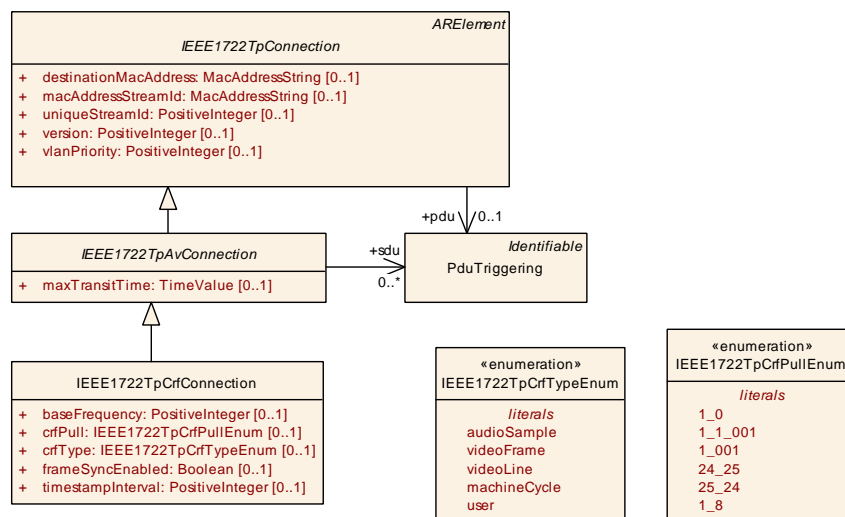 ARElement
IEEE1722TpConnection
+ destinationMacAddress: MacAddressString [0..1]
+ macAddressStreamId: MacAddressString [0..1]
+ uniqueStreamId: PositiveInteger [0..1]
+ version: PositiveInteger [0..1]
+ vlanPriority: PositiveInteger [0..1]
+pdu 0..1
IEEE1722TpAvConnection
+ maxTransitTime: TimeValue [0..1]
+sdu
0..*
Identifiable
PduTriggering
IEEE1722TpCrfConnection
+ baseFrequency: PositiveInteger [0..1]
+ crfPull: IEEE1722TpCrfPullEnum [0..1]
+ crfType: IEEE1722TpCrfTypeEnum [0..1]
+ frameSyncEnabled: Boolean [0..1]
+ timestampInterval: PositiveInteger [0..1]
«enumeration»
IEEE1722TpCrfTypeEnum
literals
audioSample
videoFrame
videoLine
machineCycle
user
«enumeration»
IEEE1722TpCrfPullEnum
literals
1_0
1_1_001
1_001
24_25
25_24
1_8